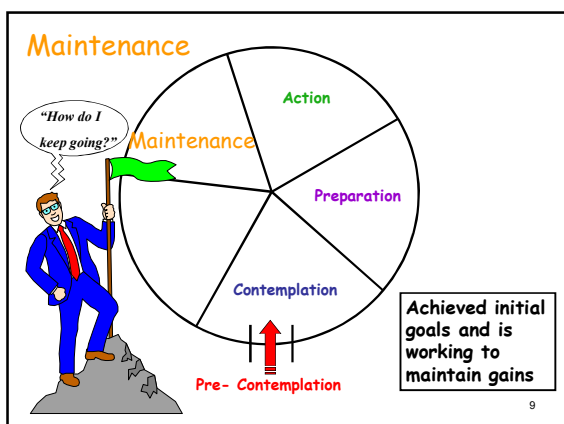 Maintenance
Action
“How do I
keep going?”
Maintenance
Preparation
Contemplation
Achieved initial
goals and is
working to
maintain gains
Pre- Contemplation
9